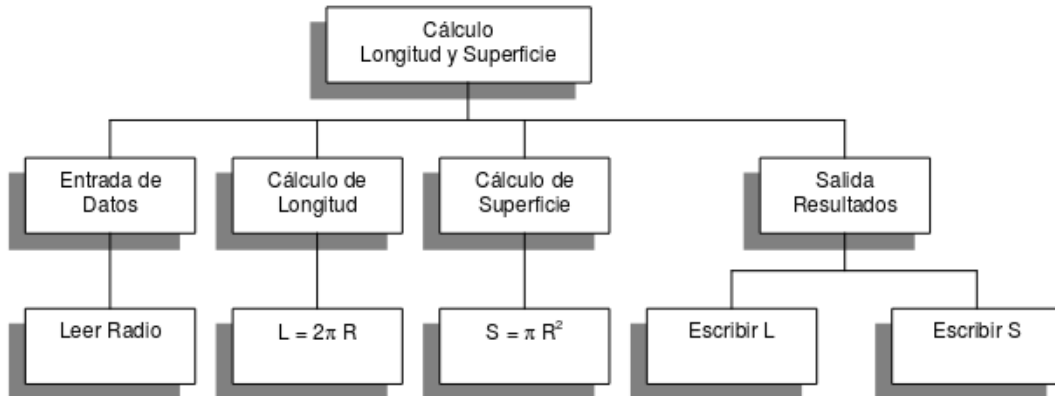 Cálculo
Longitud y Superficie
Entrada de
Datos
Cálculo de
Longitud
Cálculo de
Superficie
Salida
Resultados
Leer Radio
L = 2π R
S = π R²
Escribir L
Escribir S